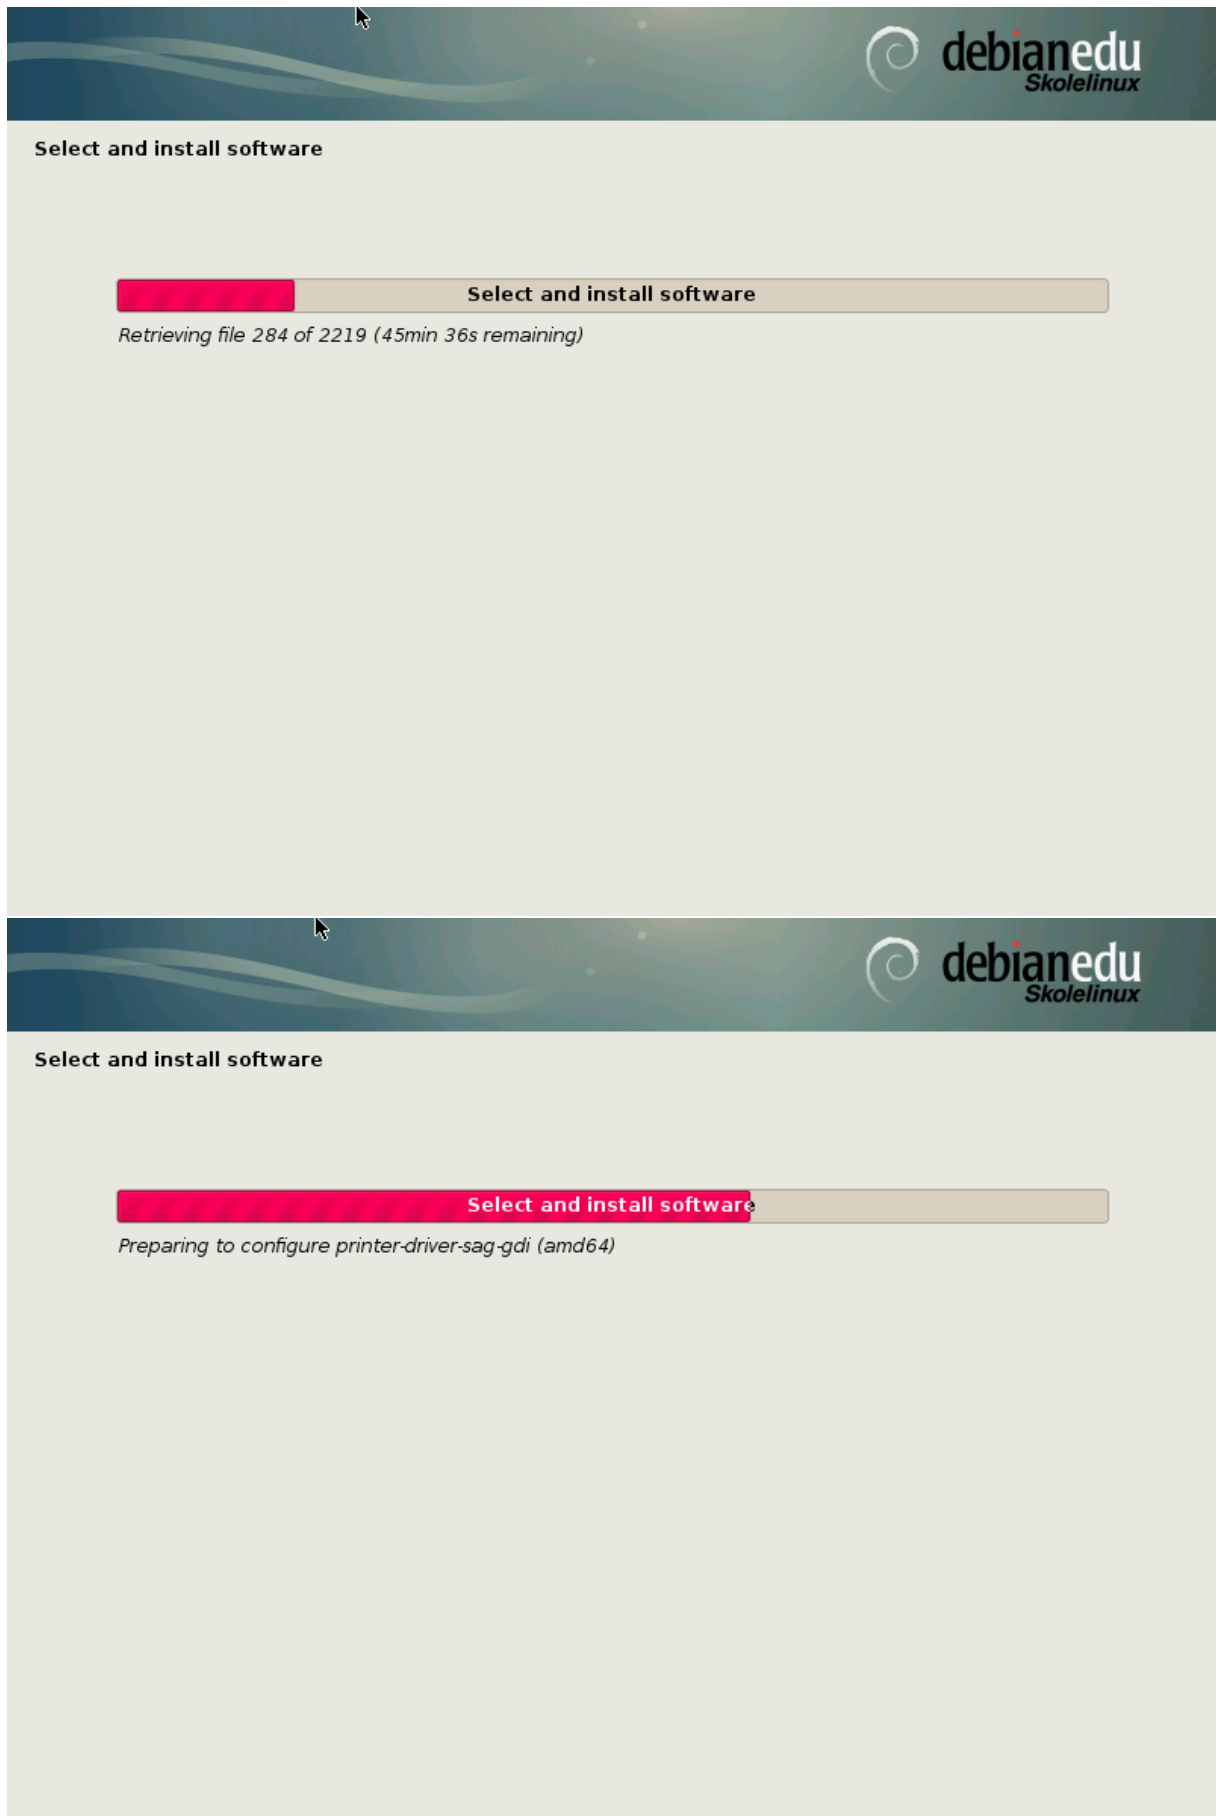 debianedu
Skolelinux
Select and install software
Select and install software
Retrieving file 284 of 2219 (45min 36s remaining)
debianedu
Skolelinux
Select and install software
Select and install software
Preparing to configure printer-driver-sag-gdi (amd64)